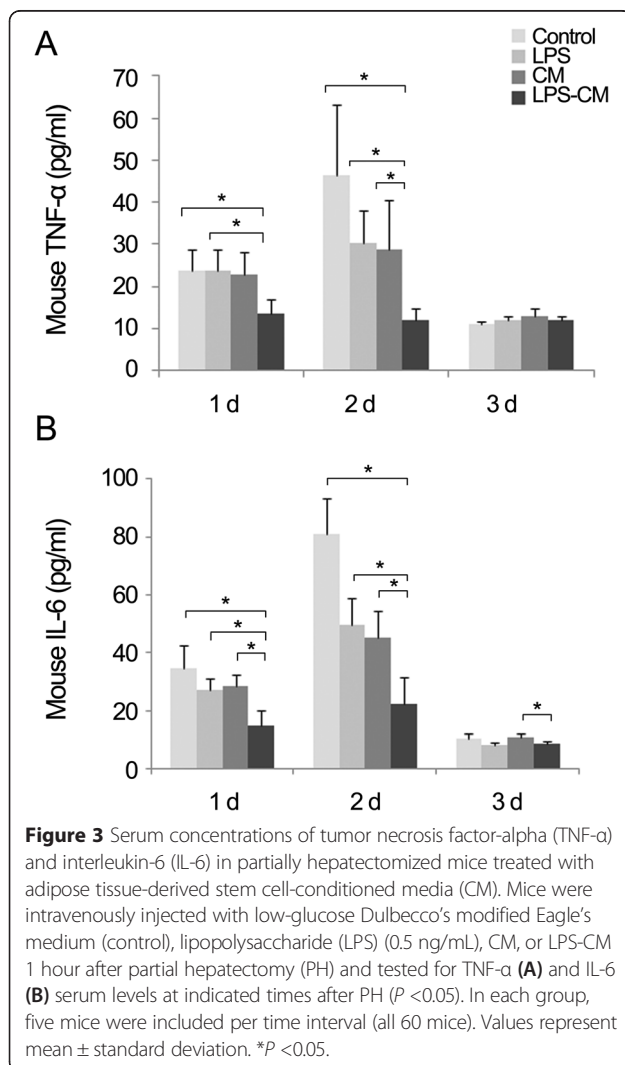 A
Control
LPS
CM
LPS-CM
Mouse TNF-α (pg/ml)
70
60
50
40
30
20
10
0
*
*
*
*
*
1 d
2 d
3 d
B
Mouse IL-6 (pg/ml)
100
80
60
40
20
0
*
*
*
*
*
*
*
1 d
2 d
3 d
Figure 3 Serum concentrations of tumor necrosis factor-alpha (TNF-α)
and interleukin-6 (IL-6) in partially hepatectomized mice treated with
adipose tissue-derived stem cell-conditioned media (CM). Mice were
intravenously injected with low-glucose Dulbecco's modified Eagle's
medium (control), lipopolysaccharide (LPS) (0.5 ng/mL), CM, or LPS-CM
1 hour after partial hepatectomy (PH) and tested for TNF-α (A) and IL-6
(B) serum levels at indicated times after PH (P <0.05). In each group,
five mice were included per time interval (all 60 mice). Values represent
mean ± standard deviation. *P <0.05.